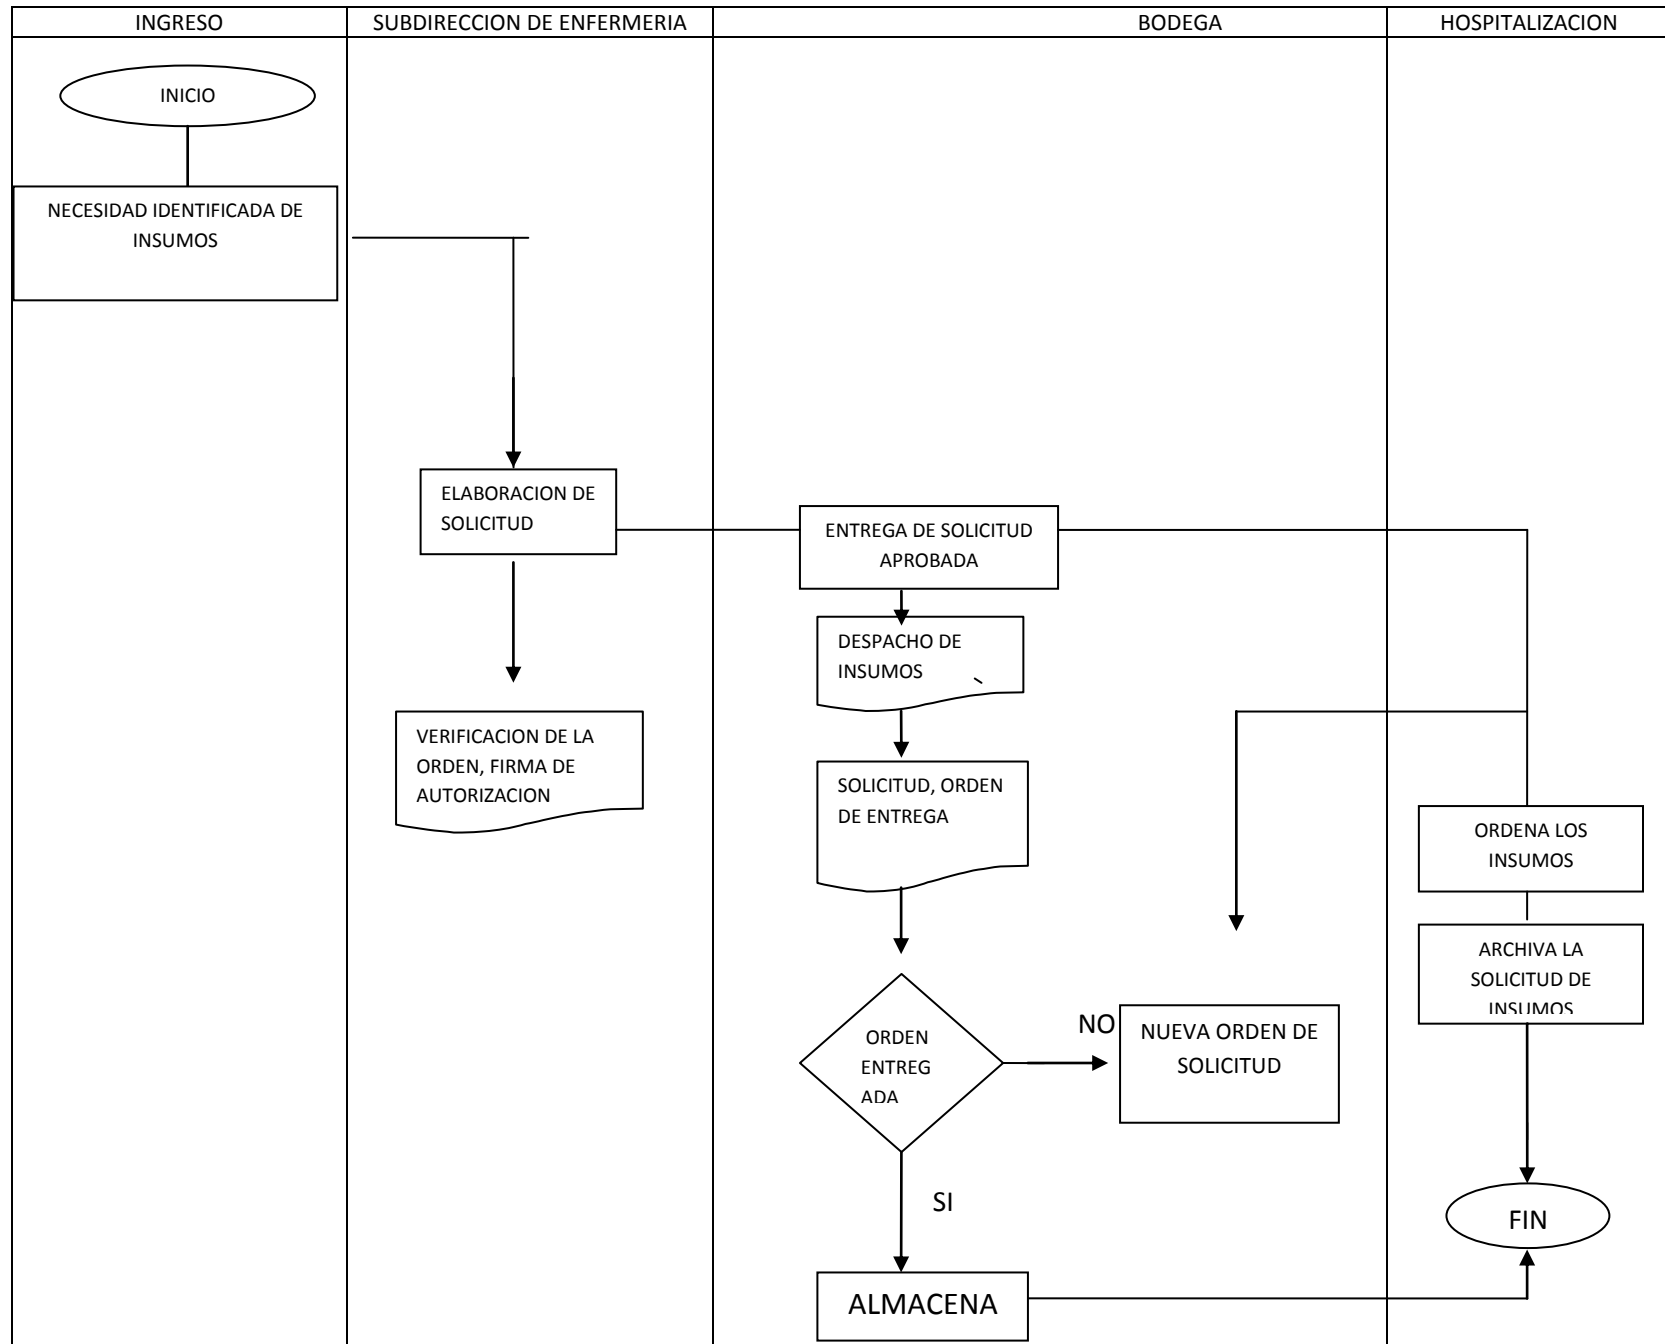 INGRESO
SUBDIRECCION DE ENFERMERIA
BODEGA
HOSPITALIZACION
INICIO
NECESIDAD IDENTIFICADA DE
INSUMOS
ELABORACION DE
SOLICITUD
VERIFICACION DE LA
ORDEN, FIRMA DE
AUTORIZACION
ENTREGA DE SOLICITUD
APROBADA
DESPACHO DE
INSUMOS
SOLICITUD, ORDEN
DE ENTREGA
ORDEN
ENTREG
ADA
NO
NUEVA ORDEN DE
SOLICITUD
SI
ALMACENA
ORDENA LOS
INSUMOS
ARCHIVA LA
SOLICITUD DE
INSUMOS
FIN